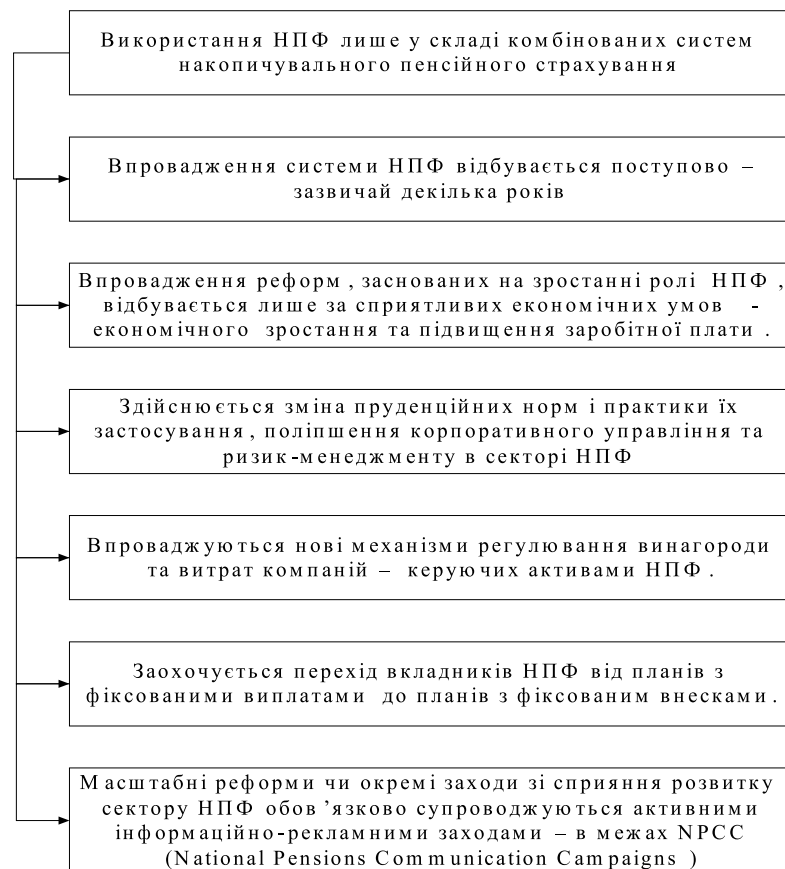 Використання НПФ лише у складі комбінованих систем
накопичувального пенсійного страхування
Впровадження системи НПФ відбувається поступово –
зазвичай декілька років
Впровадження реформ, заснованих на зростанні ролі НПФ,
відбувається лише за сприятливих економічних умов -
економічного зростання та підвищення заробітної плати.
Здійснюється зміна пруденційних норм і практики їх
застосування, поліпшення корпоративного управління та
ризик-менеджменту в секторі НПФ
Впроваджуються нові механізми регулювання винагороди
та витрат компаній – керуючих активами НПФ.
Заохочується перехід вкладників НПФ від планів з
фіксованими виплатами до планів з фіксованим внесками.
Масштабні реформи чи окремі заходи зі сприяння розвитку
сектору НПФ обов’язково супроводжуються активними
інформаційно-рекламними заходами – в межах NPCC
(National Pensions Communication Campaigns)